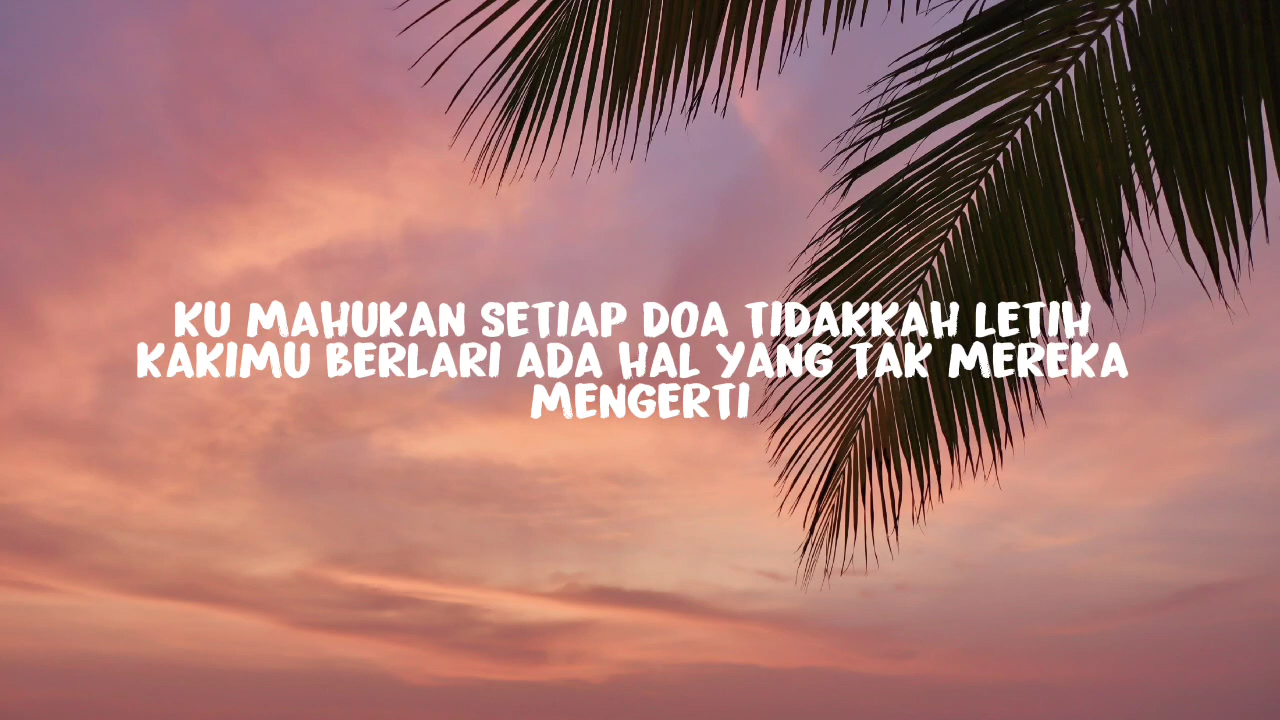 KU MAHUKAN SETIAP DOA TIDAKKAH LETIH
KAKIMU BERLARI ADA HAL YANG TAK MEREKA
MENGERTI